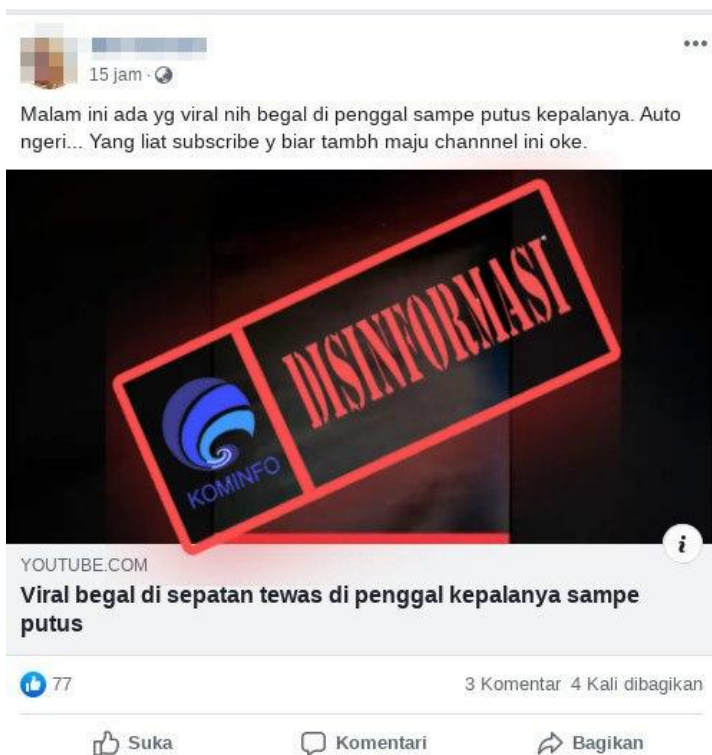 15 jam ·
Malam ini ada yg viral nih begal di penggal sampe putus kepalanya. Auto
ngeri... Yang liat subscribe y biar tambh maju channnel ini oke.
DISINFORMASI
KOMINFO
YOUTUBE.COM
Viral begal di sepatan tewas di penggal kepalanya sampe
putus
77
3 Komentar 4 Kali dibagikan
Suka Komentari Bagikan